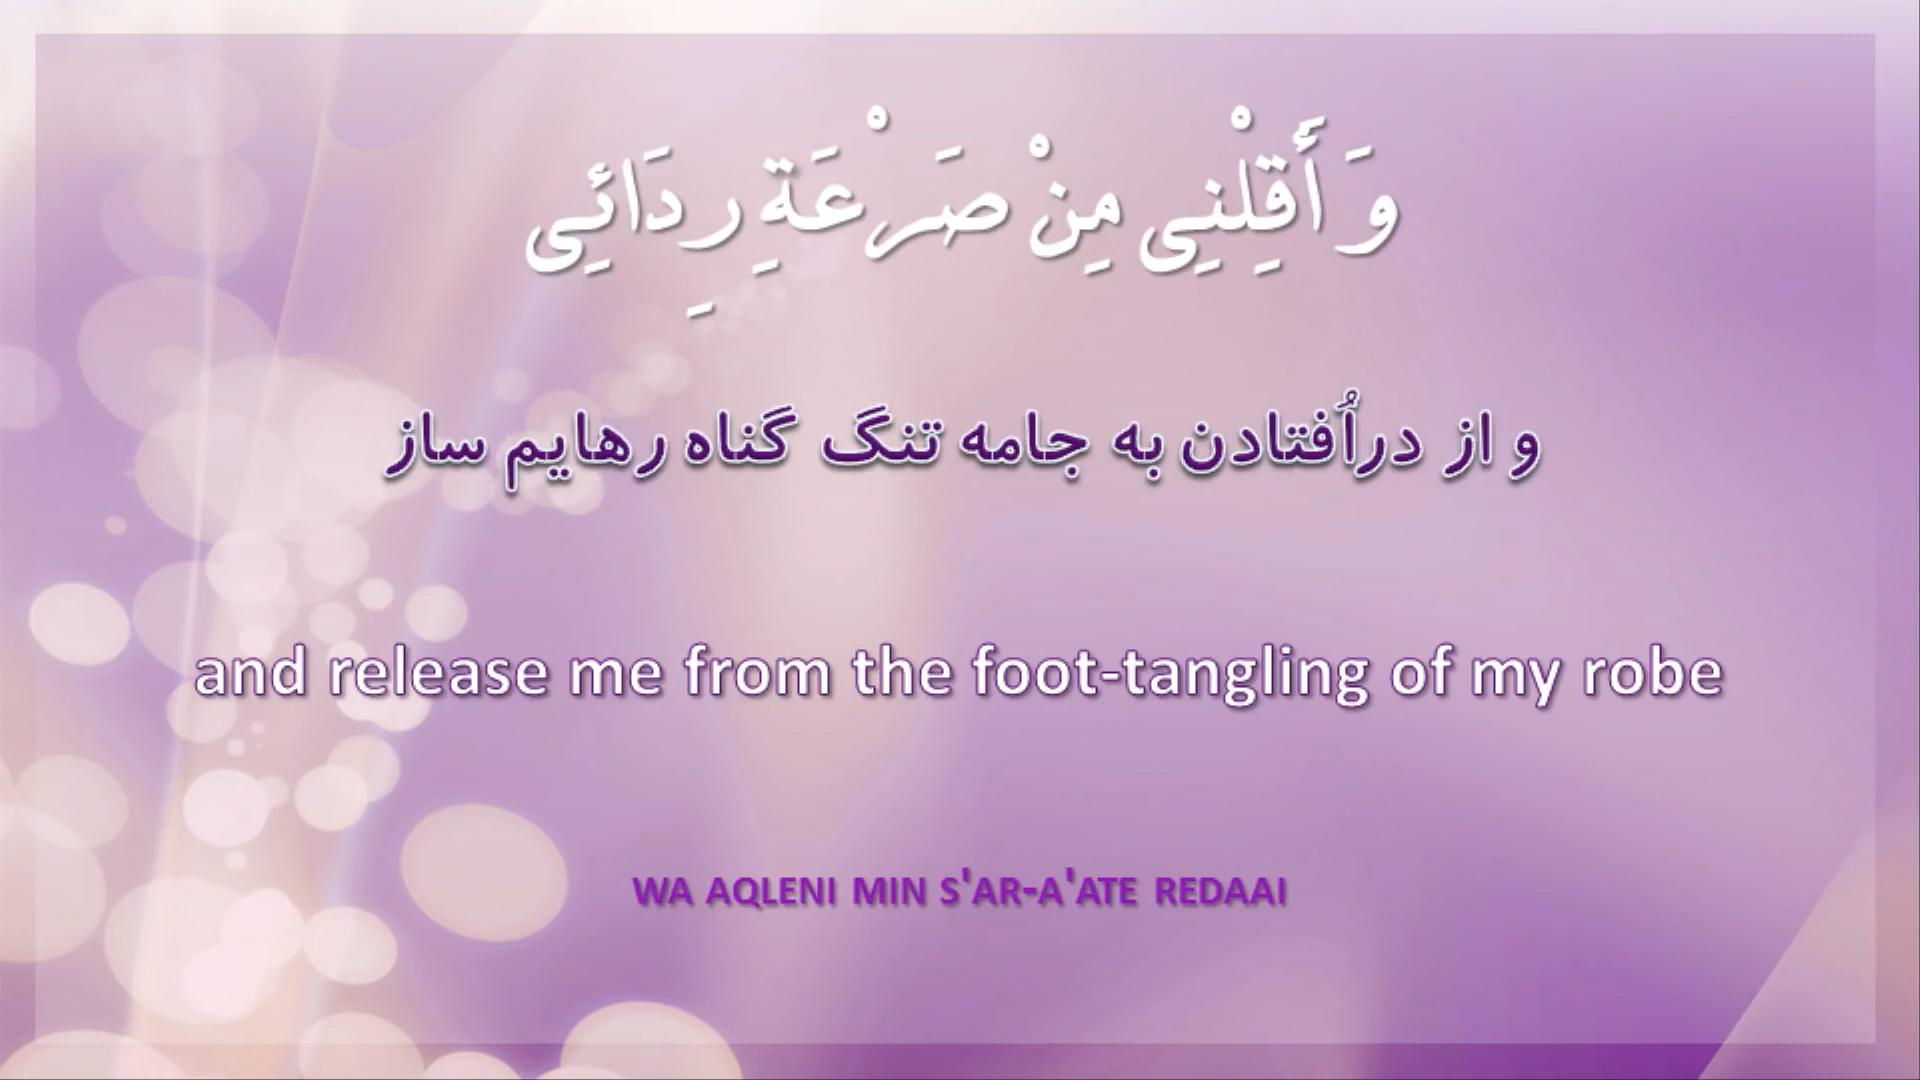 وَ أَقِلْنِی مِنْ صَرْعَةِ رِدَائِی
و از دراُفتادن به جامه تنگ گناه رهایم ساز
and release me from the foot-tangling of my robe
WA AQLENI MIN S'AR-A'ATE REDAAI